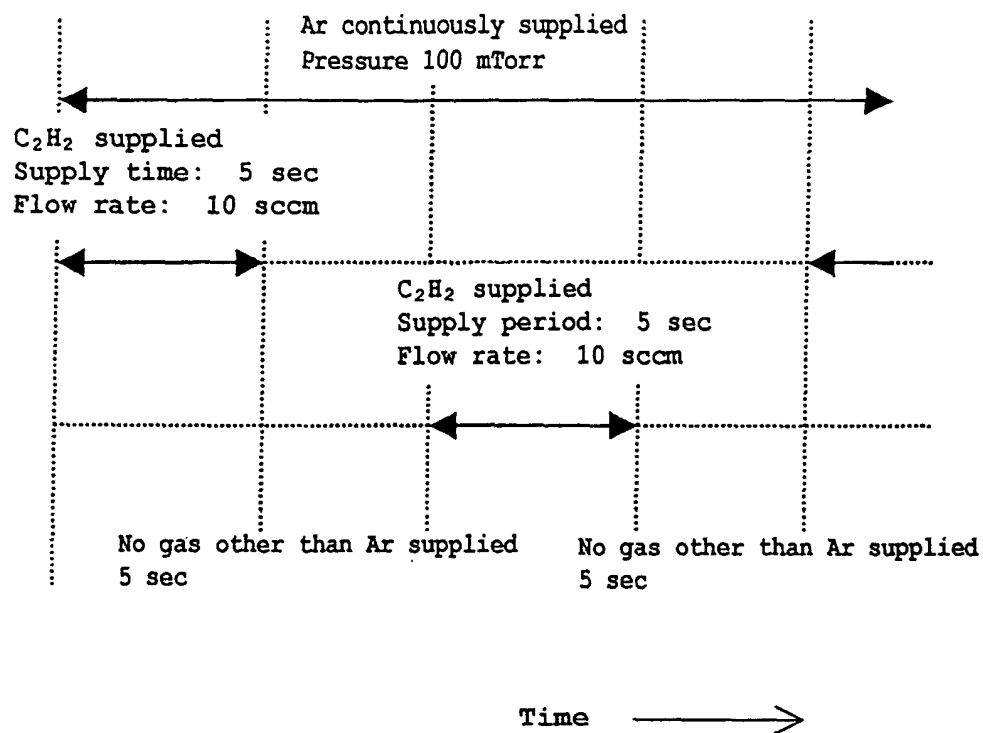 Ar continuously supplied
Pressure 100 mTorr
C₂H₂ supplied
Supply time: 5 sec
Flow rate: 10 sccm
C₂H₂ supplied
Supply period: 5 sec
Flow rate: 10 sccm
No gas other than Ar supplied
5 sec
No gas other than Ar supplied
5 sec
Time